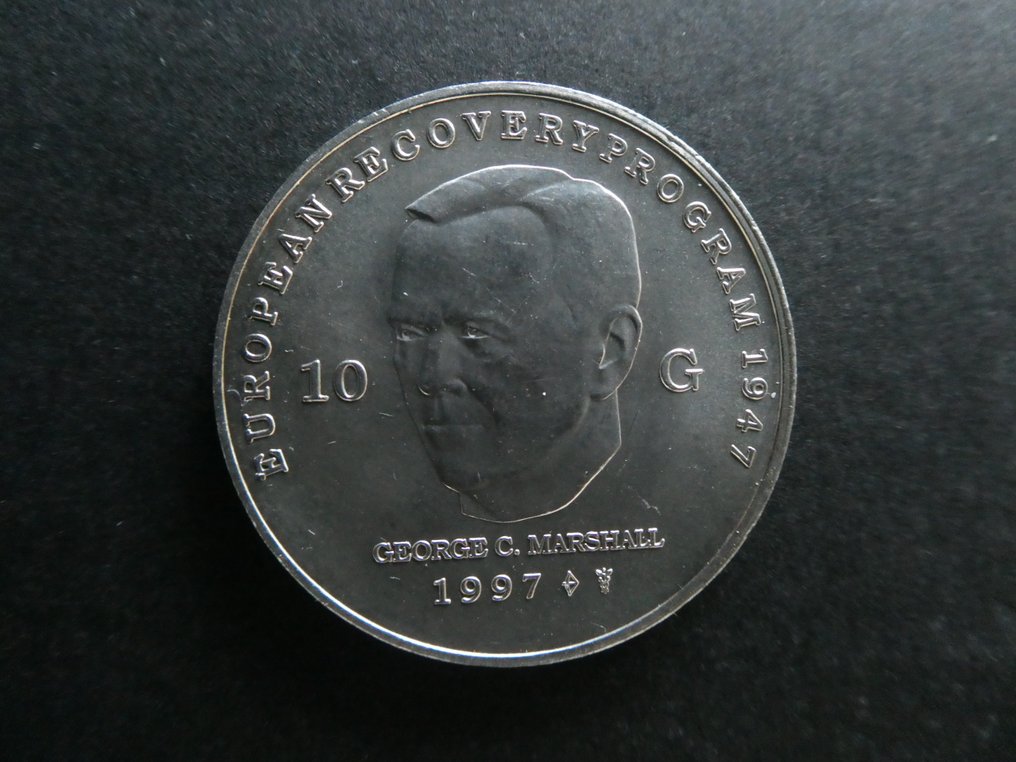 EUROPEAN RECOVERY PROGRAM 1947
10 G
GEORGE C. MARSHALL
1997